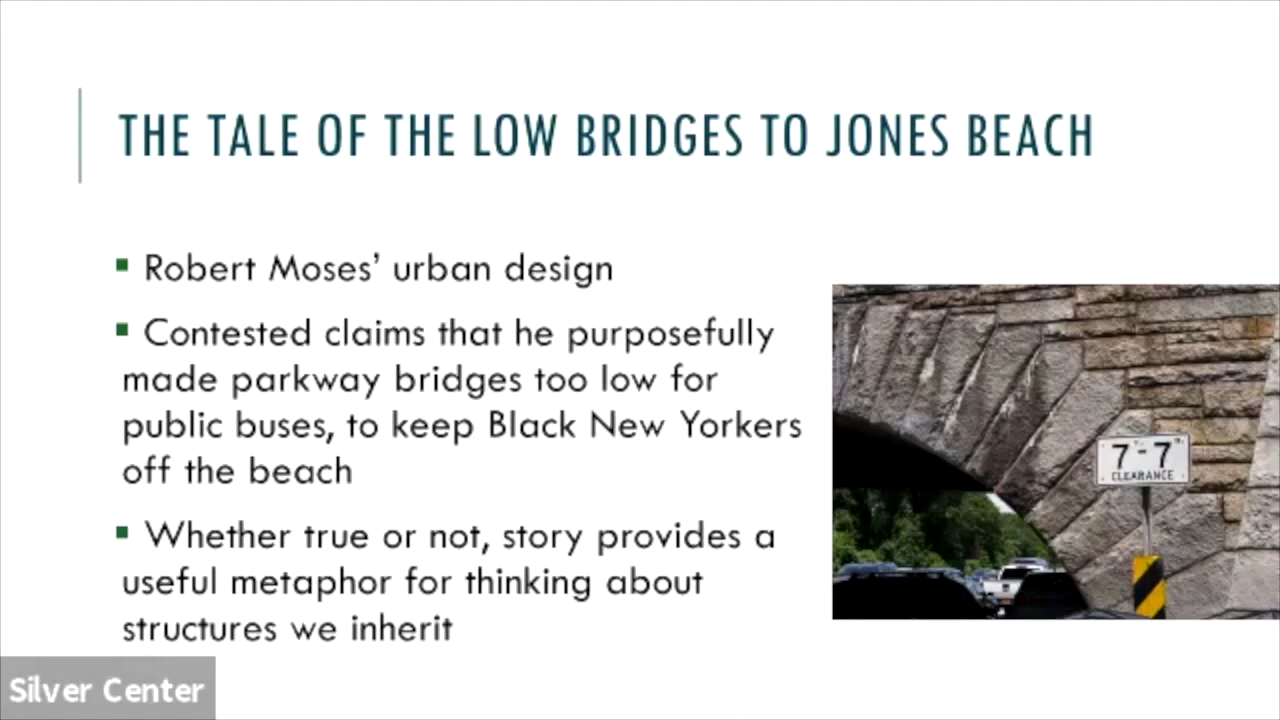 THE TALE OF THE LOW BRIDGES TO JONES BEACH
▪ Robert Moses’ urban design
▪ Contested claims that he purposefully
made parkway bridges too low for
public buses, to keep Black New Yorkers
off the beach
▪ Whether true or not, story provides a
useful metaphor for thinking about
structures we inherit
7-7
CLEARANCE
Silver Center